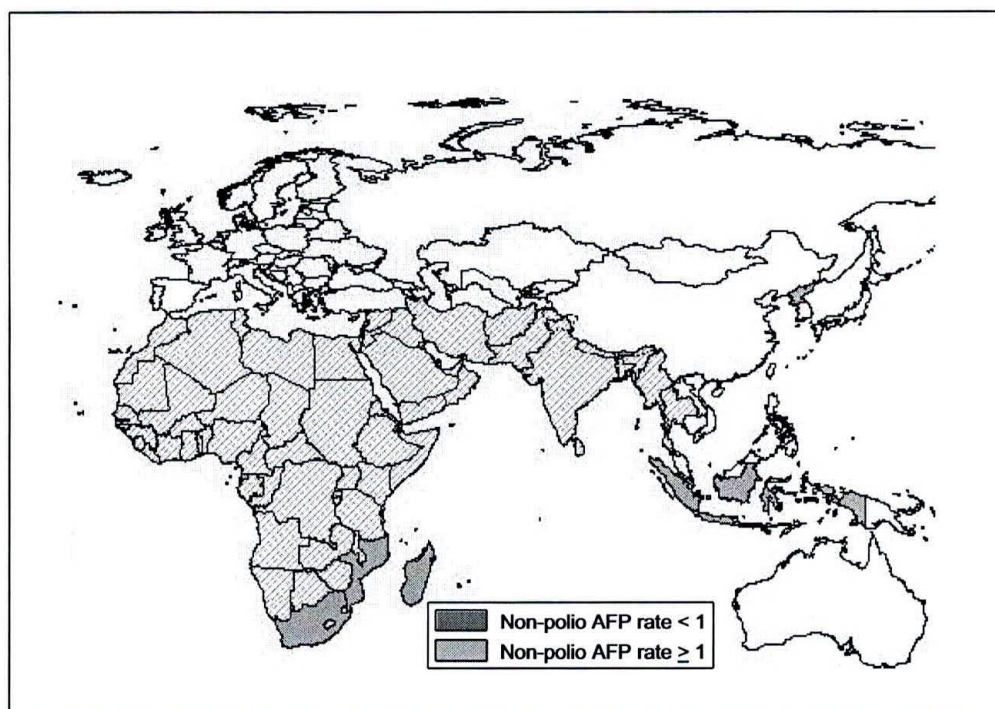 Non-polio AFP rate < 1
Non-polio AFP rate ≥ 1